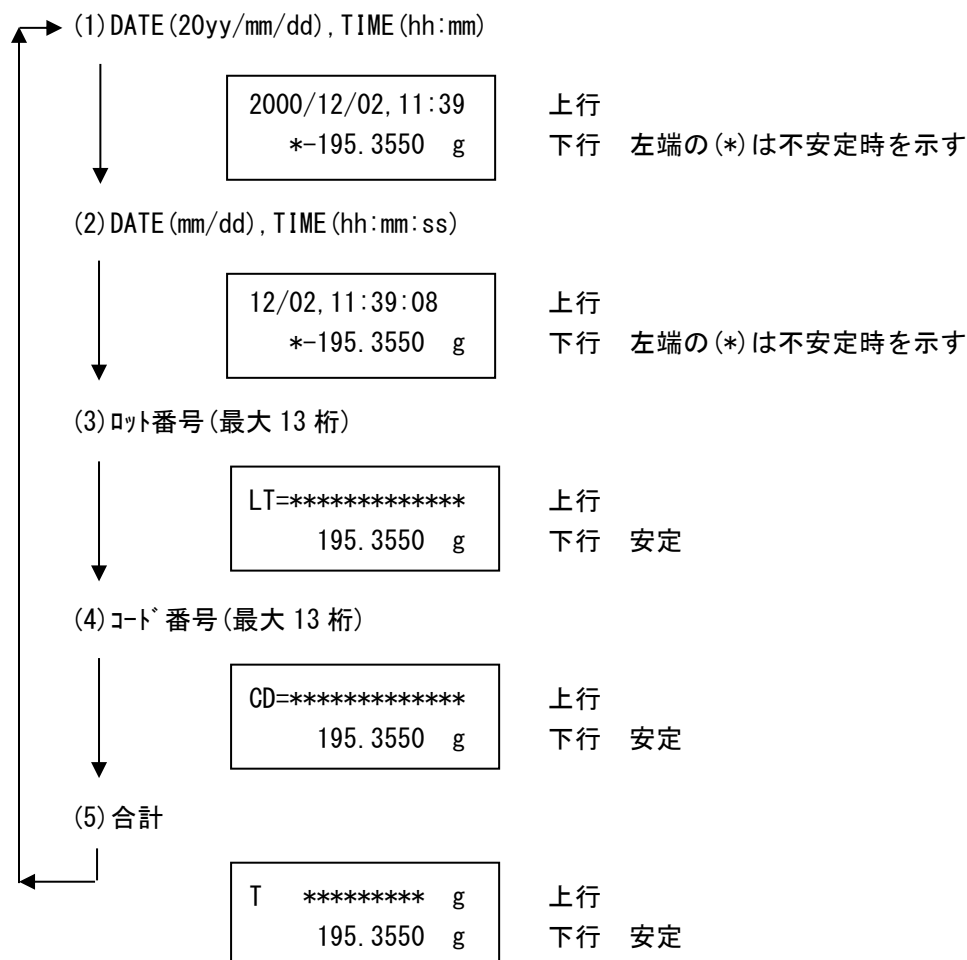 (1)DATE(20yy/mm/dd),TIME(hh:mm)
2000/12/02,11:39 上行
*-195.3550 g 下行 左端の(*)は不安定時を示す
(2)DATE(mm/dd),TIME(hh:mm:ss)
12/02,11:39:08 上行
*-195.3550 g 下行 左端の(*)は不安定時を示す
(3)ﾛｯﾄ番号(最大 13 桁)
LT=************* 上行
195.3550 g 下行 安定
(4)ｺｰﾄﾞ番号(最大 13 桁)
CD=************* 上行
195.3550 g 下行 安定
(5)合計
T ********* g 上行
195.3550 g 下行 安定